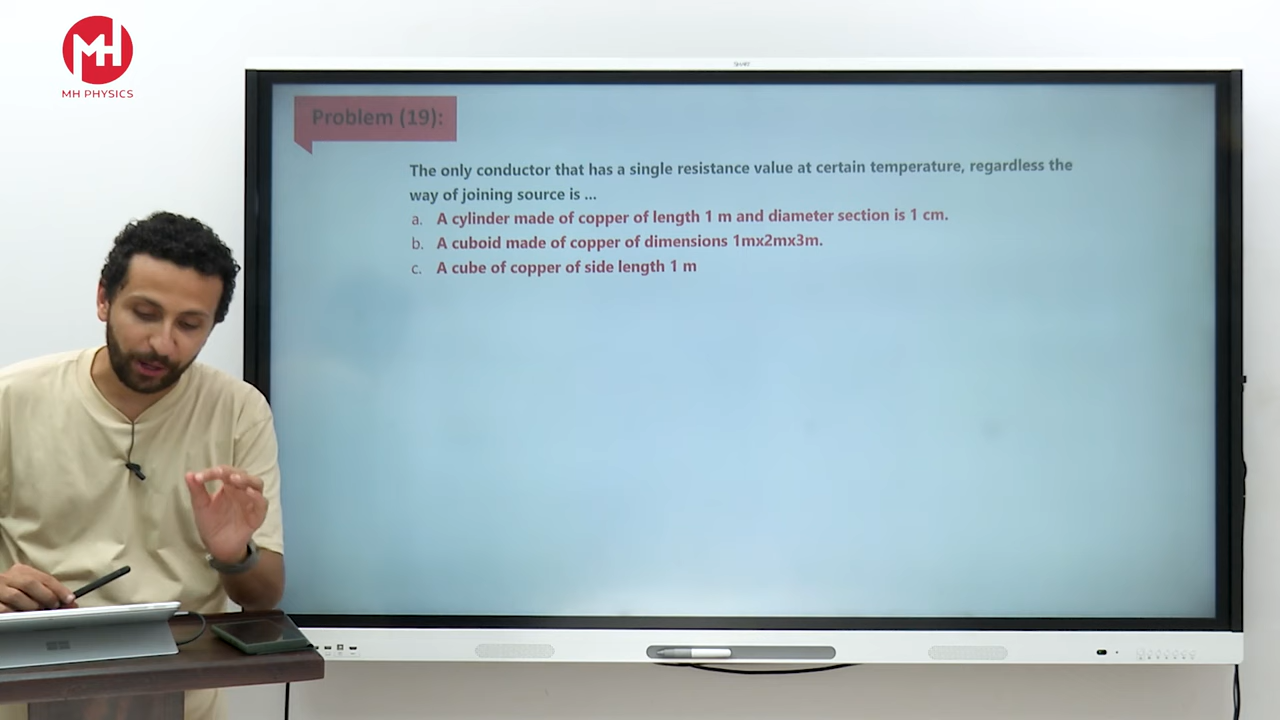 MH
MH PHYSICS
SMART
Problem (19):
The only conductor that has a single resistance value at certain temperature, regardless the
way of joining source is ...
a. A cylinder made of copper of length 1 m and diameter section is 1 cm.
b. A cuboid made of copper of dimensions 1mx2mx3m.
c. A cube of copper of side length 1 m